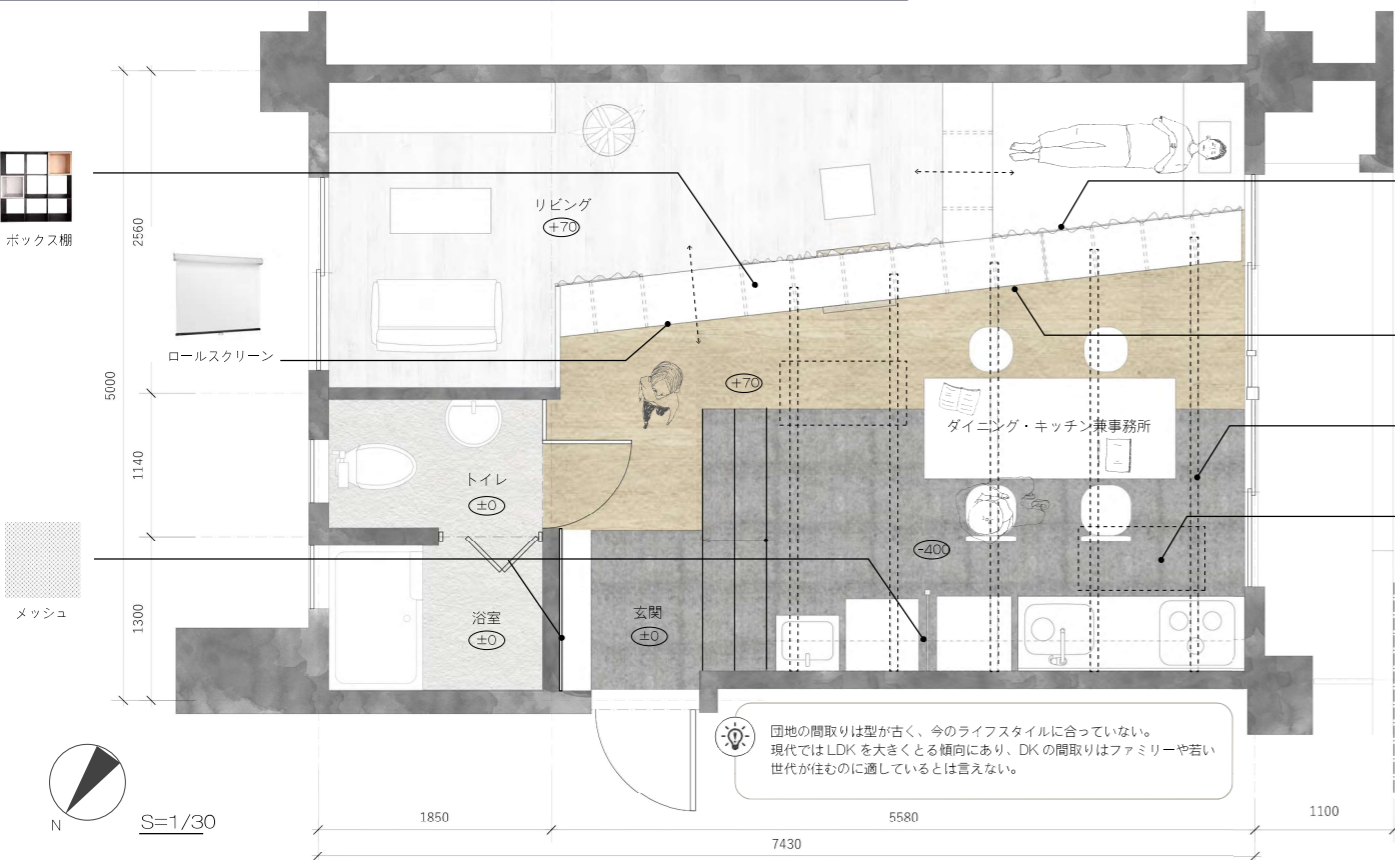 ボックス棚
ロールスクリーン
メッシュ
2560
1140
1300
5000
リビング
+70
+70
ダイニング・キッチン兼事務所
トイレ
±0
-400
浴室
±0
玄関
±0
団地の間取りは型が古く、今のライフスタイルに合っていない。
現代では LDK を大きくとる傾向にあり、DK の間取りはファミリーや若い
世代が住むのに適しているとは言えない。
N
S=1/30
1850
5580
1100
7430